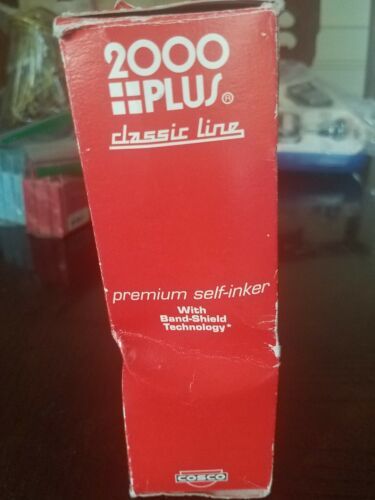 2000
PLUS®
classic line
premium self-inker
With
Band-Shield
Technology*
COSCO